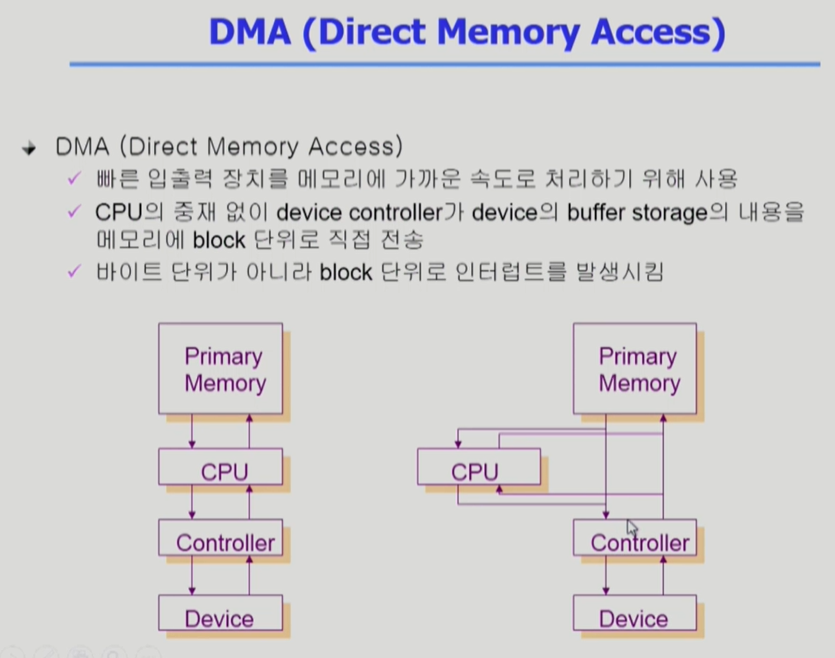 DMA (Direct Memory Access)
DMA (Direct Memory Access)
빠른 입출력 장치를 메모리에 가까운 속도로 처리하기 위해 사용
CPU의 중재 없이 device controller가 device의 buffer storage의 내용을
메모리에 block 단위로 직접 전송
바이트 단위가 아니라 block 단위로 인터럽트를 발생시킴
Primary
Memory
CPU
Controller
Device
Primary
Memory
CPU
Controller
Device